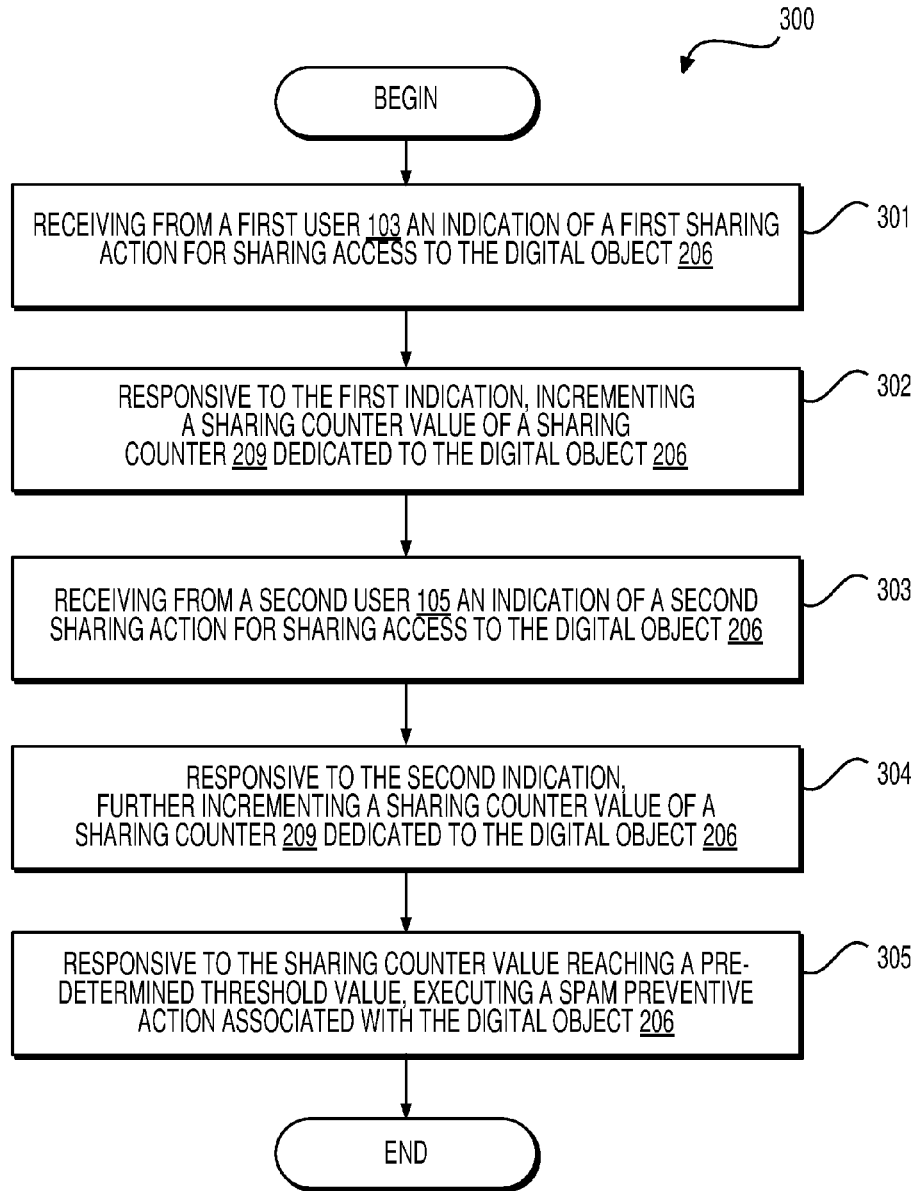 300
BEGIN
RECEIVING FROM A FIRST USER 103 AN INDICATION OF A FIRST SHARING
ACTION FOR SHARING ACCESS TO THE DIGITAL OBJECT 206
301
RESPONSIVE TO THE FIRST INDICATION, INCREMENTING
A SHARING COUNTER VALUE OF A SHARING
COUNTER 209 DEDICATED TO THE DIGITAL OBJECT 206
302
RECEIVING FROM A SECOND USER 105 AN INDICATION OF A SECOND
SHARING ACTION FOR SHARING ACCESS TO THE DIGITAL OBJECT 206
303
RESPONSIVE TO THE SECOND INDICATION,
FURTHER INCREMENTING A SHARING COUNTER VALUE OF A
SHARING COUNTER 209 DEDICATED TO THE DIGITAL OBJECT 206
304
RESPONSIVE TO THE SHARING COUNTER VALUE REACHING A PRE-
DETERMINED THRESHOLD VALUE, EXECUTING A SPAM PREVENTIVE
ACTION ASSOCIATED WITH THE DIGITAL OBJECT 206
305
END